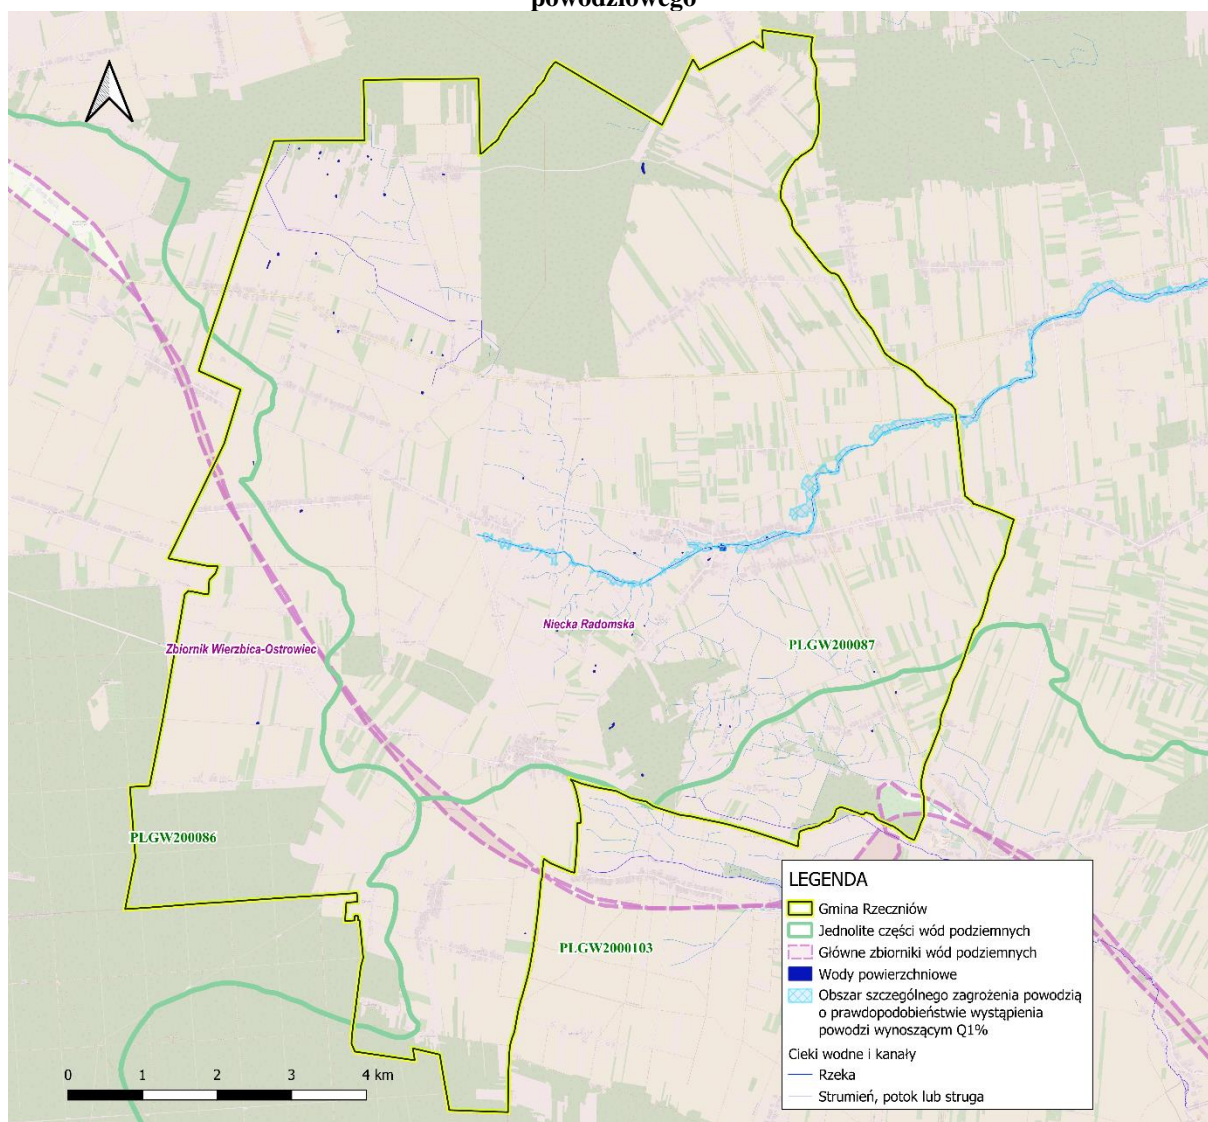 powodziowego
Niecka Radomska
Zbiornik Wierzbica-Ostrowiec
PLGW200087
PLGW200086
PLGW2000103
LEGENDA
Gmina Rzeczniów
Jednolite części wód podziemnych
Główne zbiorniki wód podziemnych
Wody powierzchniowe
Obszar szczególnego zagrożenia powodzią
o prawdopodobieństwie wystąpienia
powodzi wynoszącym Q1%
Cieki wodne i kanały
Rzeka
Strumień, potok lub struga
0 1 2 3 4 km